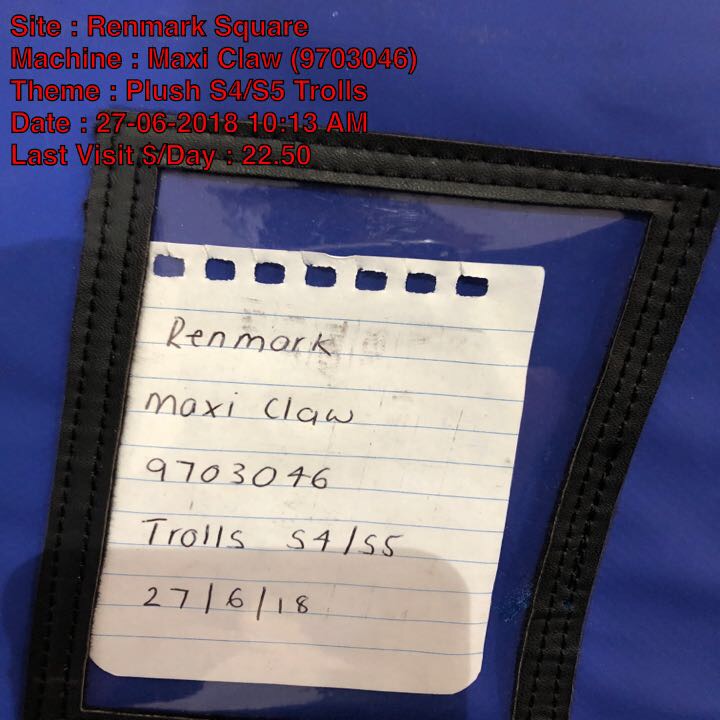 Site : Renmark Square
Machine : Maxi Claw (9703046)
Theme : Plush S4/S5 Trolls
Date : 27-06-2018 10:13 AM
Last Visit $/Day : 22.50
Renmark
maxi Claw
9703046
Trolls S4/S5
27/6/18